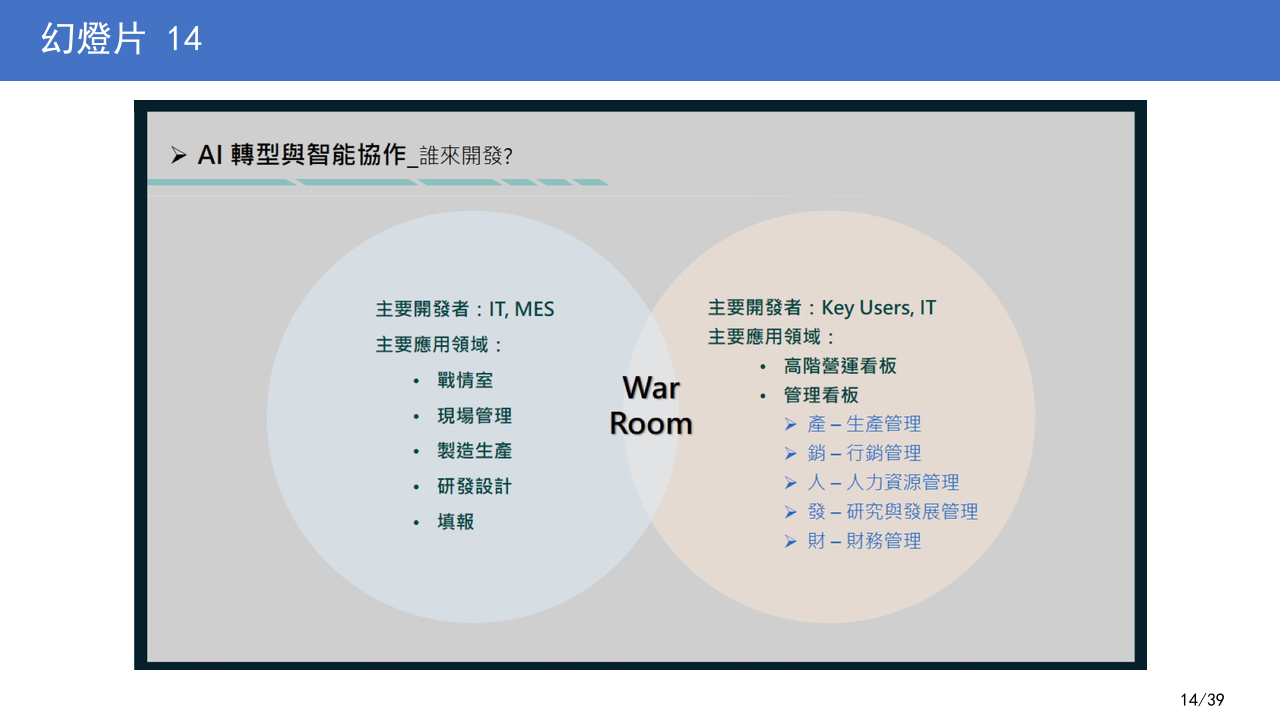 幻燈片 14
➢ AI 轉型與智能協作_誰來開發?
主要開發者：IT, MES
主要應用領域：
• 戰情室
• 現場管理
• 製造生產
• 研發設計
• 填報
War
Room
主要開發者：Key Users, IT
主要應用領域：
• 高階營運看板
• 管理看板
➢ 產 – 生產管理
➢ 銷 – 行銷管理
➢ 人 – 人力資源管理
➢ 發 – 研究與發展管理
➢ 財 – 財務管理
14/39